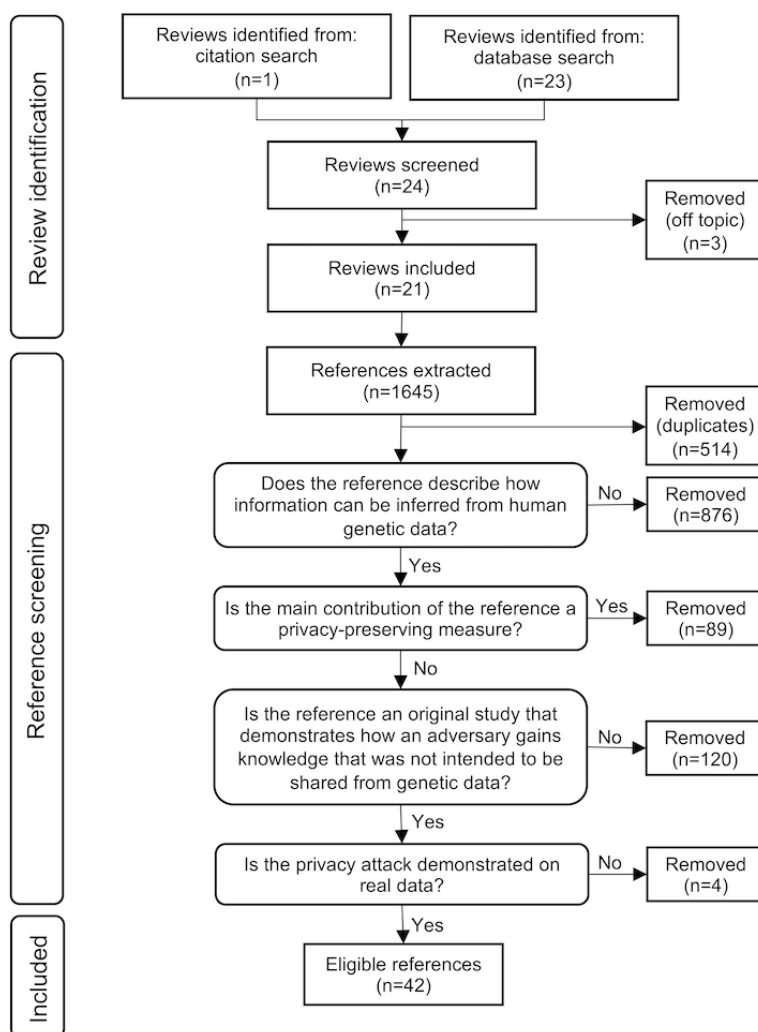 Review identification
Reviews identified from:
citation search
(n=1)
Reviews identified from:
database search
(n=23)
Reviews screened
(n=24)
Removed
(off topic)
(n=3)
Reviews included
(n=21)
Reference screening
References extracted
(n=1645)
Removed
(duplicates)
(n=514)
Does the reference describe how
information can be inferred from human
genetic data?
No
Removed
(n=876)
Yes
Is the main contribution of the reference a
privacy-preserving measure?
Yes
Removed
(n=89)
No
Is the reference an original study that
demonstrates how an adversary gains
knowledge that was not intended to be
shared from genetic data?
No
Removed
(n=120)
Yes
Is the privacy attack demonstrated on
real data?
No
Removed
(n=4)
Yes
Included
Eligible references
(n=42)